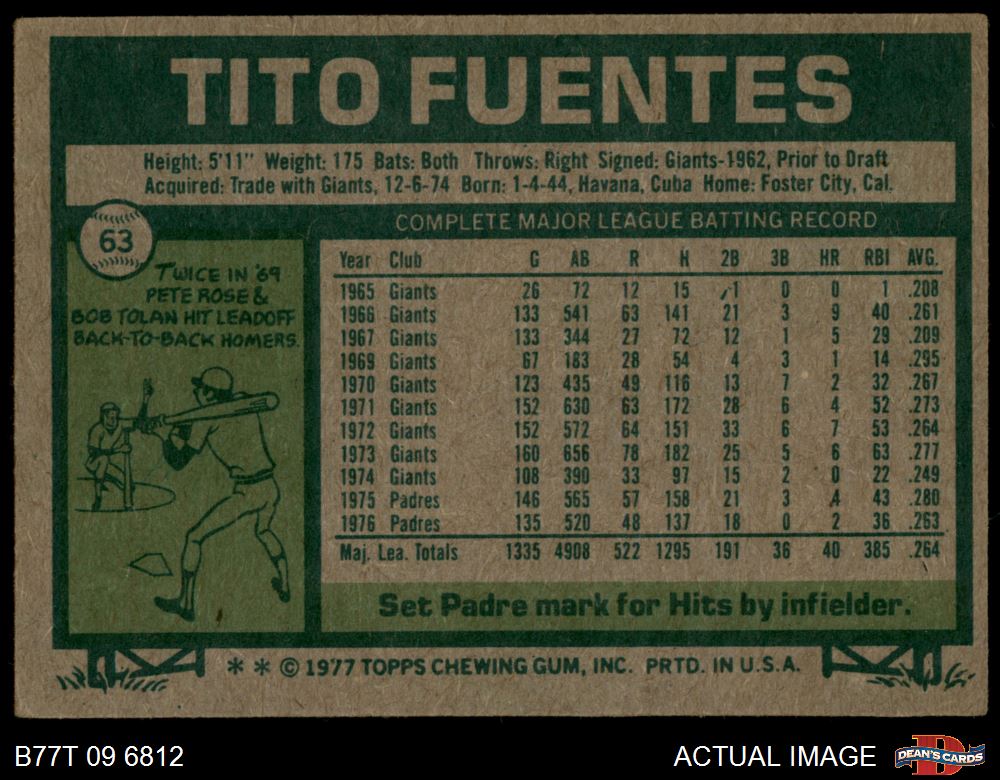 TITO FUENTES
Height: 5'11" Weight: 175 Bats: Both Throws: Right Signed: Giants-1962, Prior to Draft
Acquired: Trade with Giants, 12-6-74 Born: 1-4-44, Havana, Cuba Home: Foster City, Cal.
63
TWICE IN '69
PETE ROSE &
BOB TOLAN HIT LEADOFF
BACK-TO-BACK HOMERS.
COMPLETE MAJOR LEAGUE BATTING RECORD
Year Club G AB R H 2B 3B HR RBI AVG.
1965 Giants 26 72 12 15 1 0 0 1 .208
1966 Giants 133 541 63 141 21 3 9 40 .261
1967 Giants 133 344 27 72 12 1 5 29 .209
1969 Giants 67 183 28 54 4 3 1 14 .295
1970 Giants 123 435 49 116 13 7 2 32 .267
1971 Giants 152 630 63 172 28 6 4 52 .273
1972 Giants 152 572 64 151 33 6 7 53 .264
1973 Giants 160 656 78 182 25 5 6 63 .277
1974 Giants 108 390 33 97 15 2 0 22 .249
1975 Padres 146 565 57 158 21 3 4 43 .280
1976 Padres 135 520 48 137 18 0 2 36 .263
Maj. Lea. Totals 1335 4908 522 1295 191 36 40 385 .264
Set Padre mark for Hits by infielder.
* * © 1977 TOPPS CHEWING GUM, INC. PRTD. IN U.S.A.
B77T 09 6812
ACTUAL IMAGE
DEAN'S CARDS